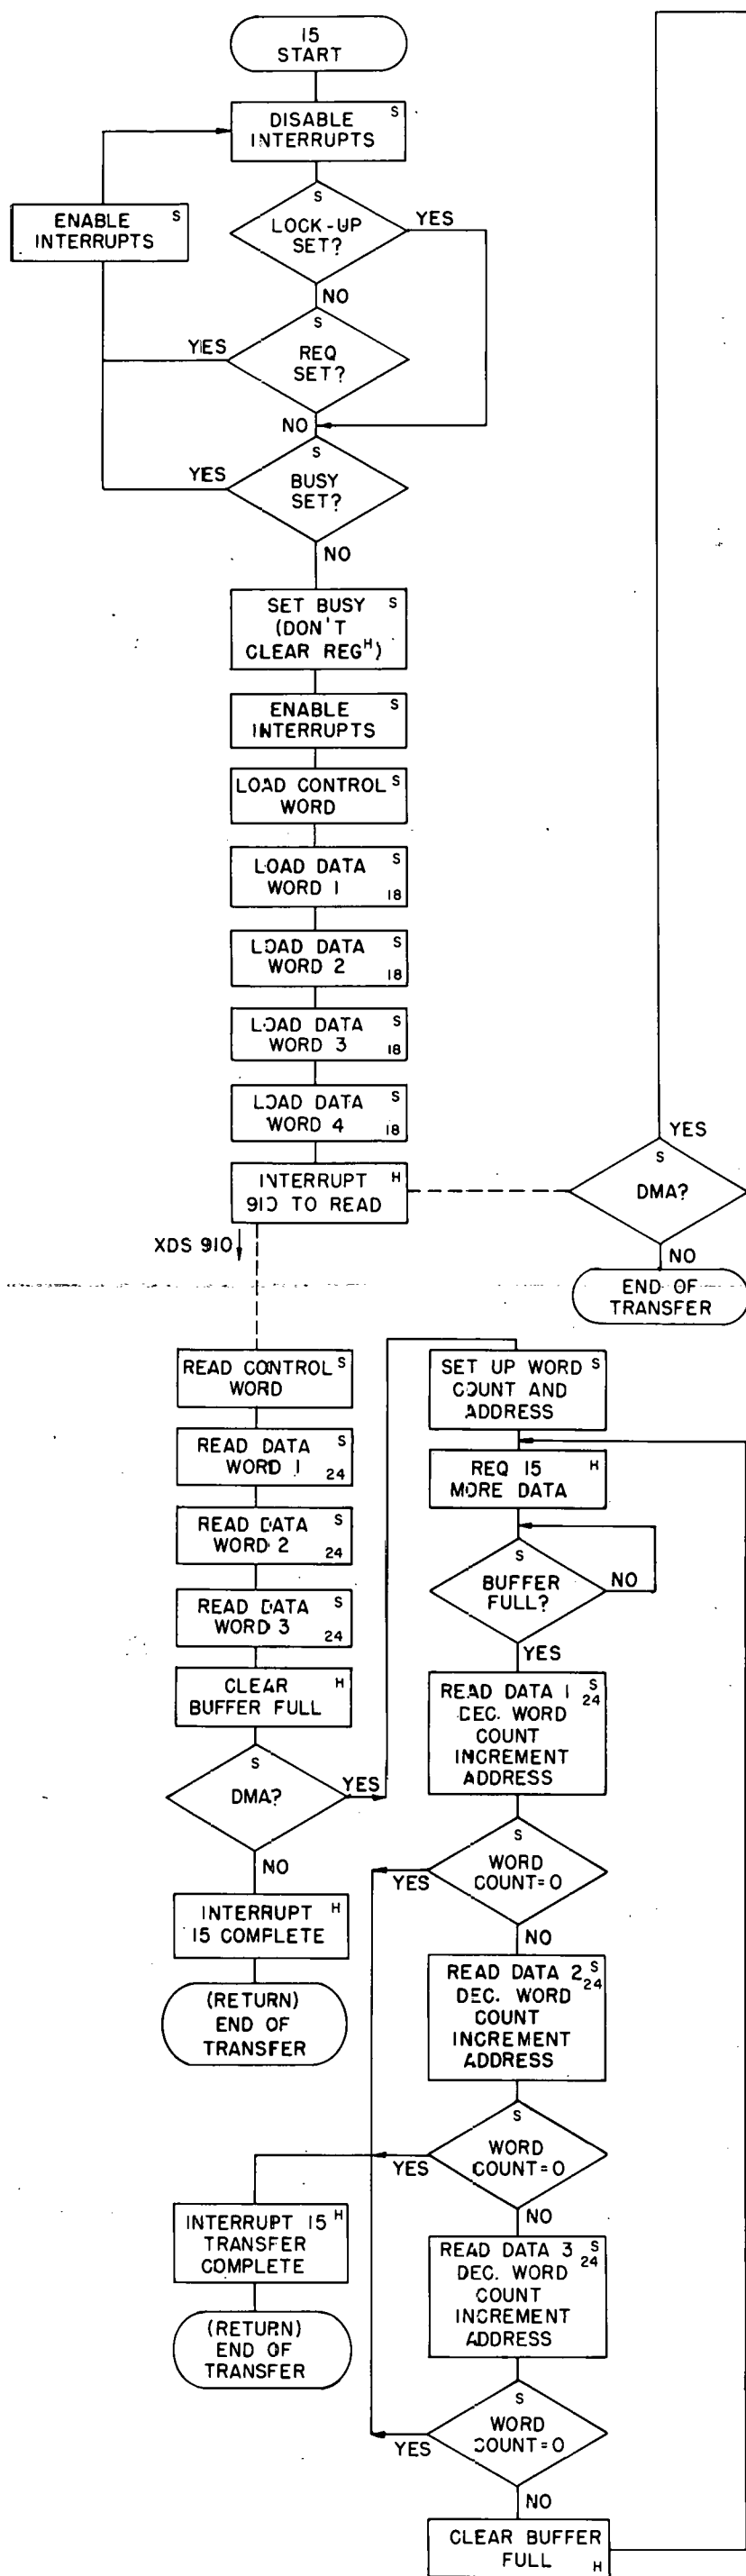 15
START
DISABLE S
INTERRUPTS
ENABLE S
INTERRUPTS
S
LOCK-UP
SET?
YES
NO
S
REQ
SET?
YES
NO
S
BUSY
SET?
YES
NO
SET BUSY S
(DON'T
CLEAR REG H)
ENABLE S
INTERRUPTS
LOAD CONTROL S
WORD
LOAD DATA S
WORD 1 18
LOAD DATA S
WORD 2 18
LOAD DATA S
WORD 3 18
LOAD DATA S
WORD 4 18
INTERRUPT H
910 TO READ
YES
S
DMA?
NO
END OF
TRANSFER
XDS 910
READ CONTROL S
WORD
READ DATA S
WORD 1 24
READ DATA S
WORD 2 24
READ DATA S
WORD 3 24
CLEAR H
BUFFER FULL
S
DMA?
YES
NO
INTERRUPT H
15 COMPLETE
(RETURN)
END OF
TRANSFER
SET UP WORD S
COUNT AND
ADDRESS
REQ 15 H
MORE DATA
S
BUFFER
FULL?
NO
YES
READ DATA 1 S
24
DEC. WORD
COUNT
INCREMENT
ADDRESS
S
WORD
COUNT=0
YES
NO
READ DATA 2 S
24
DEC. WORD
COUNT
INCREMENT
ADDRESS
S
WORD
COUNT=0
YES
NO
INTERRUPT 15 H
TRANSFER
COMPLETE
(RETURN)
END OF
TRANSFER
READ DATA 3 S
24
DEC. WORD
COUNT
INCREMENT
ADDRESS
S
WORD
COUNT=0
YES
NO
CLEAR BUFFER
FULL H